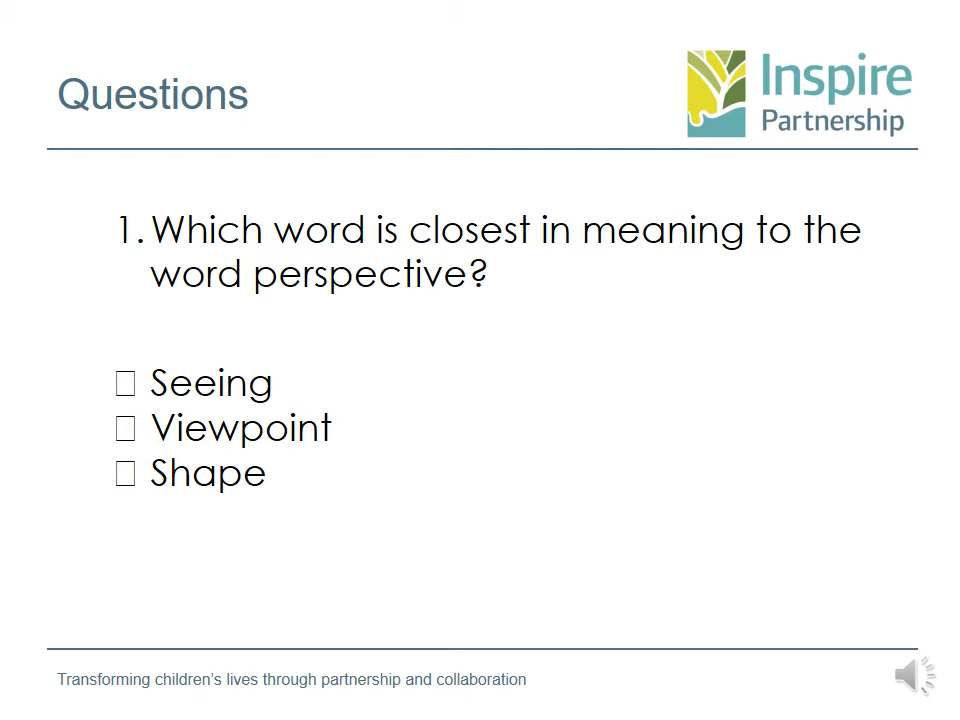 Questions
Inspire
Partnership
1. Which word is closest in meaning to the
word perspective?
Seeing
Viewpoint
Shape
Transforming children’s lives through partnership and collaboration